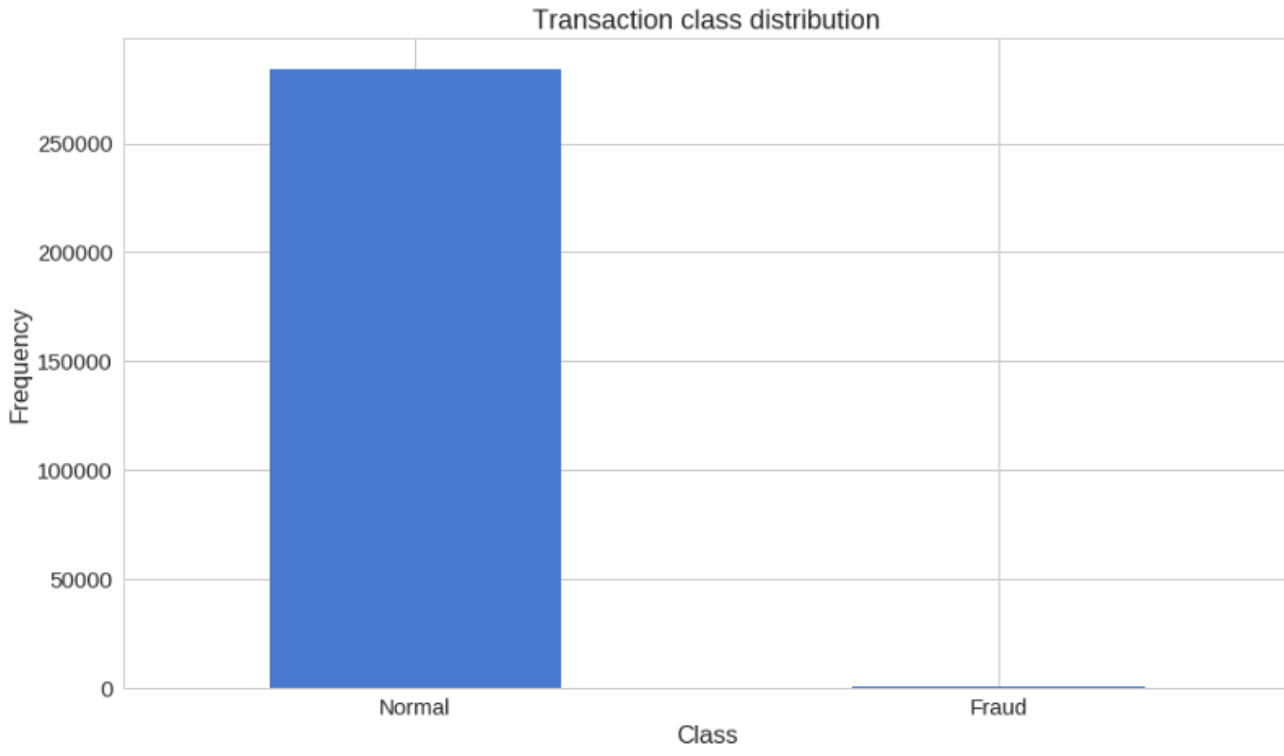 Transaction class distribution
Frequency
250000
200000
150000
100000
50000
0
Normal Fraud
Class